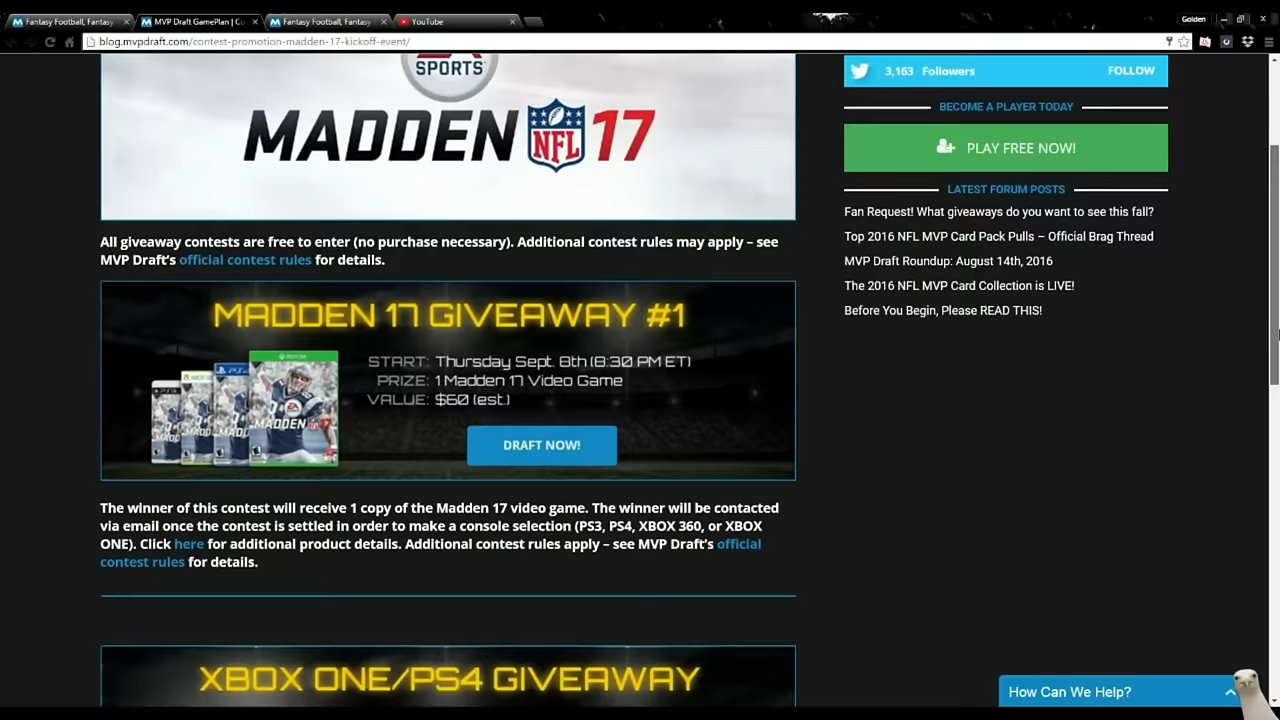 Fantasy Football, Fantasy
MVP Draft GamePlan | Co
Fantasy Football, Fantasy
YouTube
Golden
blog.mvpdraft.com/contest-promotion-madden-17-kickoff-event/
SPORTS
MADDEN NFL 17
3,163 Followers
FOLLOW
BECOME A PLAYER TODAY
PLAY FREE NOW!
LATEST FORUM POSTS
Fan Request! What giveaways do you want to see this fall?
Top 2016 NFL MVP Card Pack Pulls – Official Brag Thread
MVP Draft Roundup: August 14th, 2016
The 2016 NFL MVP Card Collection is LIVE!
Before You Begin, Please READ THIS!
All giveaway contests are free to enter (no purchase necessary). Additional contest rules may apply – see
MVP Draft's official contest rules for details.
MADDEN 17 GIVEAWAY #1
START: Thursday Sept. 8th (8:30 PM ET)
PRIZE: 1 Madden 17 Video Game
VALUE: $60 (est.)
DRAFT NOW!
MADDEN 17
The winner of this contest will receive 1 copy of the Madden 17 video game. The winner will be contacted
via email once the contest is settled in order to make a console selection (PS3, PS4, XBOX 360, or XBOX
ONE). Click here for additional product details. Additional contest rules apply – see MVP Draft's official
contest rules for details.
XBOX ONE/PS4 GIVEAWAY
How Can We Help?